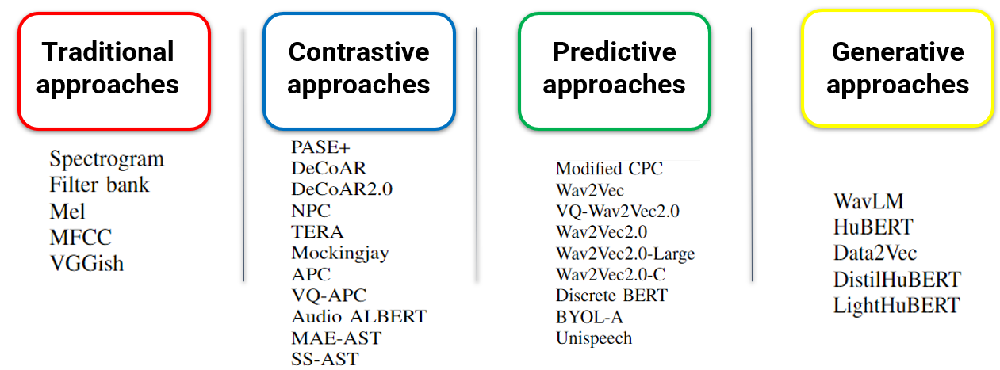 Traditional
approaches
Spectrogram
Filter bank
Mel
MFCC
VGGish
Contrastive
approaches
PASE+
DeCoAR
DeCoAR2.0
NPC
TERA
Mockingjay
APC
VQ-APC
Audio ALBERT
MAE-AST
SS-AST
Predictive
approaches
Modified CPC
Wav2Vec
VQ-Wav2Vec2.0
Wav2Vec2.0
Wav2Vec2.0-Large
Wav2Vec2.0-C
Discrete BERT
BYOL-A
Unispeech
Generative
approaches
WavLM
HuBERT
Data2Vec
DistilHuBERT
LightHuBERT